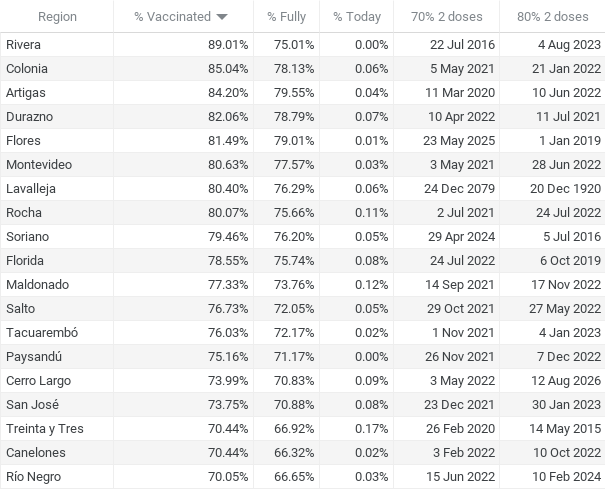 Region % Vaccinated % Fully % Today 70% 2 doses 80% 2 doses
Rivera 89.01% 75.01% 0.00% 22 Jul 2016 4 Aug 2023
Colonia 85.04% 78.13% 0.06% 5 May 2021 21 Jan 2022
Artigas 84.20% 79.55% 0.04% 11 Mar 2020 10 Jun 2022
Durazno 82.06% 78.79% 0.07% 10 Apr 2022 11 Jul 2021
Flores 81.49% 79.01% 0.01% 23 May 2025 1 Jan 2019
Montevideo 80.63% 77.57% 0.03% 3 May 2021 28 Jun 2022
Lavalleja 80.40% 76.29% 0.06% 24 Dec 2079 20 Dec 1920
Rocha 80.07% 75.66% 0.11% 2 Jul 2021 24 Jul 2022
Soriano 79.46% 76.20% 0.05% 29 Apr 2024 5 Jul 2016
Florida 78.55% 75.74% 0.08% 24 Jul 2022 6 Oct 2019
Maldonado 77.33% 73.76% 0.12% 14 Sep 2021 17 Nov 2022
Salto 76.73% 72.05% 0.05% 29 Oct 2021 27 May 2022
Tacuarembó 76.03% 72.17% 0.02% 1 Nov 2021 4 Jan 2023
Paysandú 75.16% 71.17% 0.00% 26 Nov 2021 7 Dec 2022
Cerro Largo 73.99% 70.83% 0.09% 3 May 2022 12 Aug 2026
San José 73.75% 70.88% 0.08% 23 Dec 2021 30 Jan 2023
Treinta y Tres 70.44% 66.92% 0.17% 26 Feb 2020 14 May 2015
Canelones 70.44% 66.32% 0.02% 3 Feb 2022 10 Oct 2022
Río Negro 70.05% 66.65% 0.03% 15 Jun 2022 10 Feb 2024